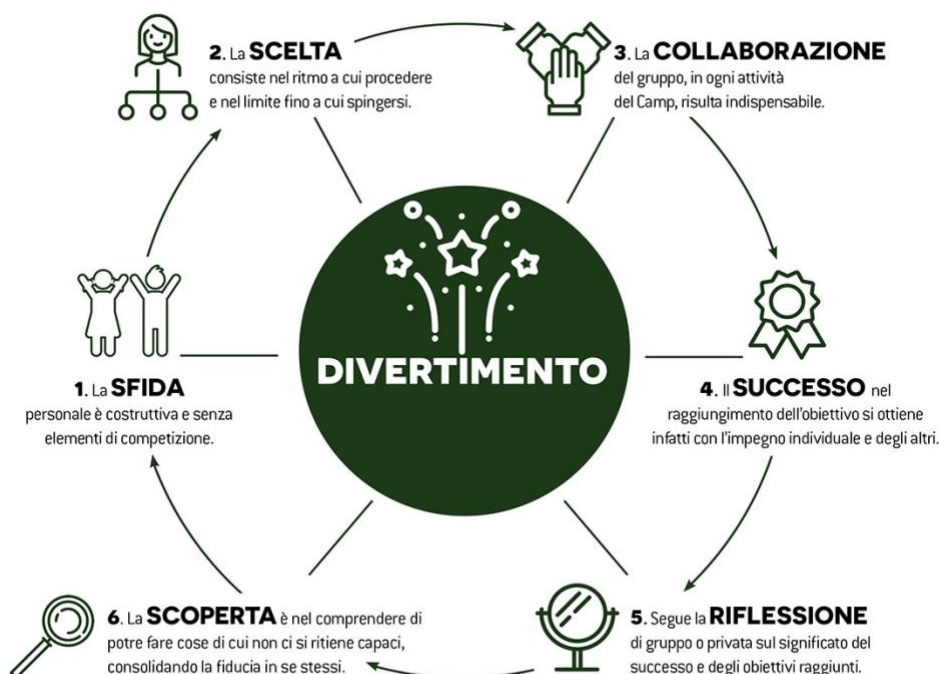 2. La SCELTA
consiste nel ritmo a cui procedere
e nel limite fino a cui spingersi.
3. La COLLABORAZIONE
del gruppo, in ogni attività
del Camp, risulta indispensabile.
DIVERTIMENTO
1. La SFIDA
personale è costruttiva e senza
elementi di competizione.
4. Il SUCCESSO nel
raggiungimento dell'obiettivo si ottiene
infatti con l'impegno individuale e degli altri.
6. La SCOPERTA è nel comprendere di
potre fare cose di cui non ci si ritiene capaci,
consolidando la fiducia in se stessi.
5. Segue la RIFLESSIONE
di gruppo o privata sul significato del
successo e degli obiettivi raggiunti.